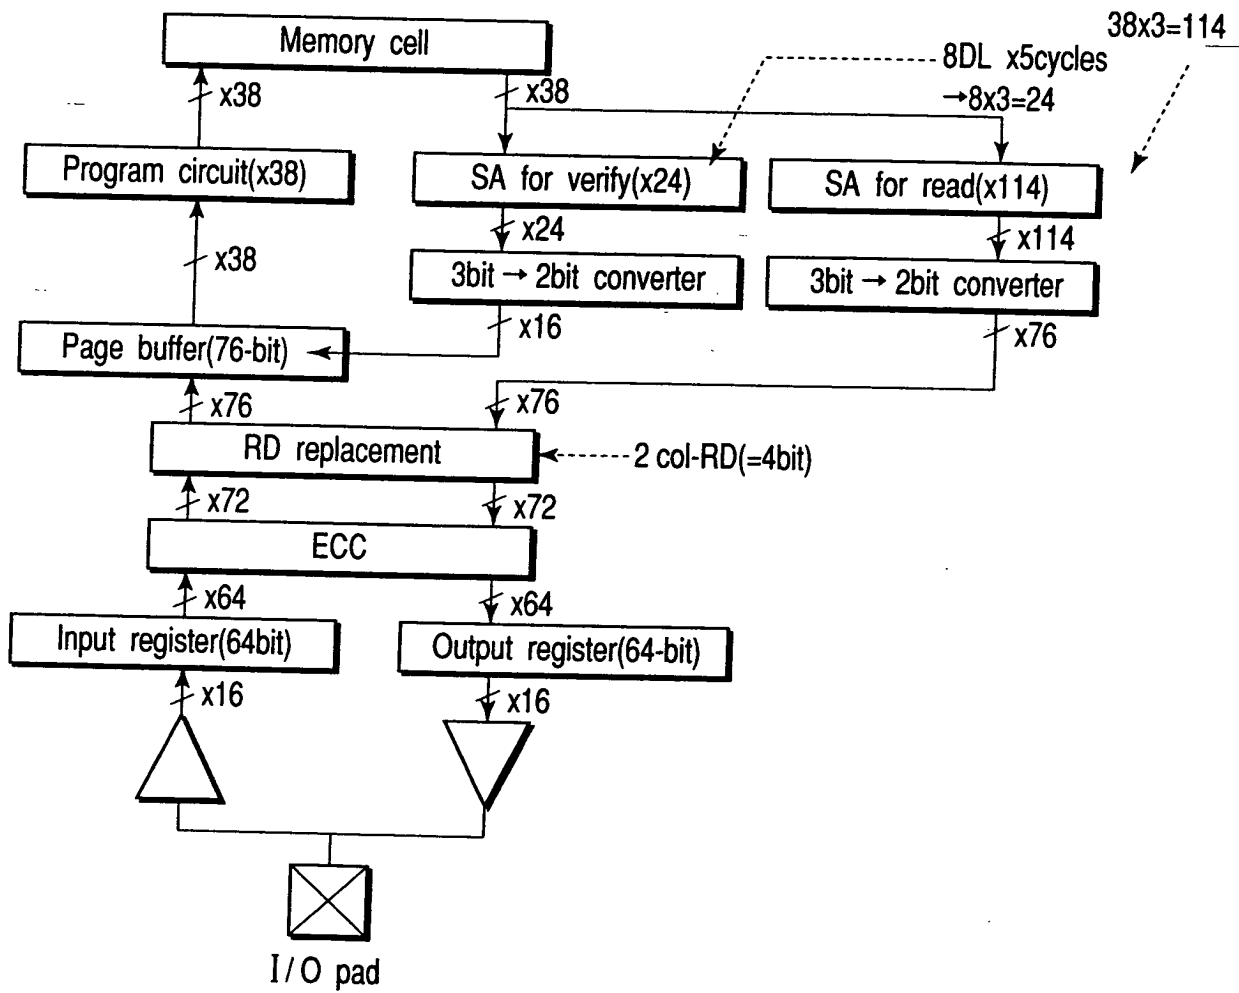 38x3=114
Memory cell
8DL x5cycles
x38
x38
→8x3=24
Program circuit(x38)
SA for verify(x24)
SA for read(x114)
x24
x114
x38
3bit → 2bit converter
3bit → 2bit converter
x16
x76
Page buffer(76-bit)
x76
x76
RD replacement
2 col-RD(=4bit)
x72
x72
ECC
x64
x64
Input register(64bit)
Output register(64-bit)
x16
x16
I/O pad